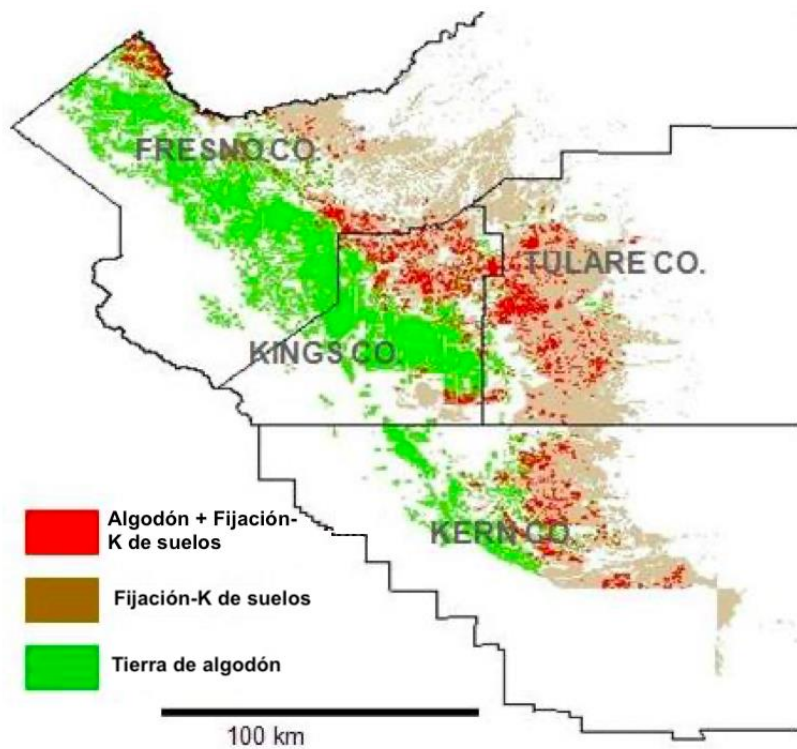 FRESNO CO.
TULARE CO.
KINGS CO.
KERN CO.
Algodón + Fijación-
K de suelos
Fijación-K de suelos
Tierra de algodón
100 km